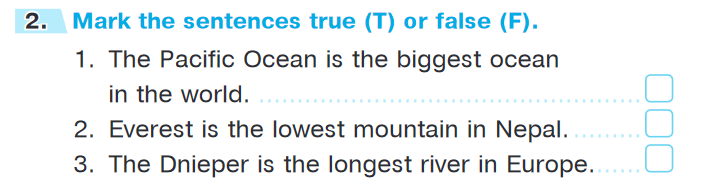 2. Mark the sentences true (T) or false (F).
1. The Pacific Ocean is the biggest ocean
in the world. ..................................................
2. Everest is the lowest mountain in Nepal. ..........
3. The Dnieper is the longest river in Europe.......